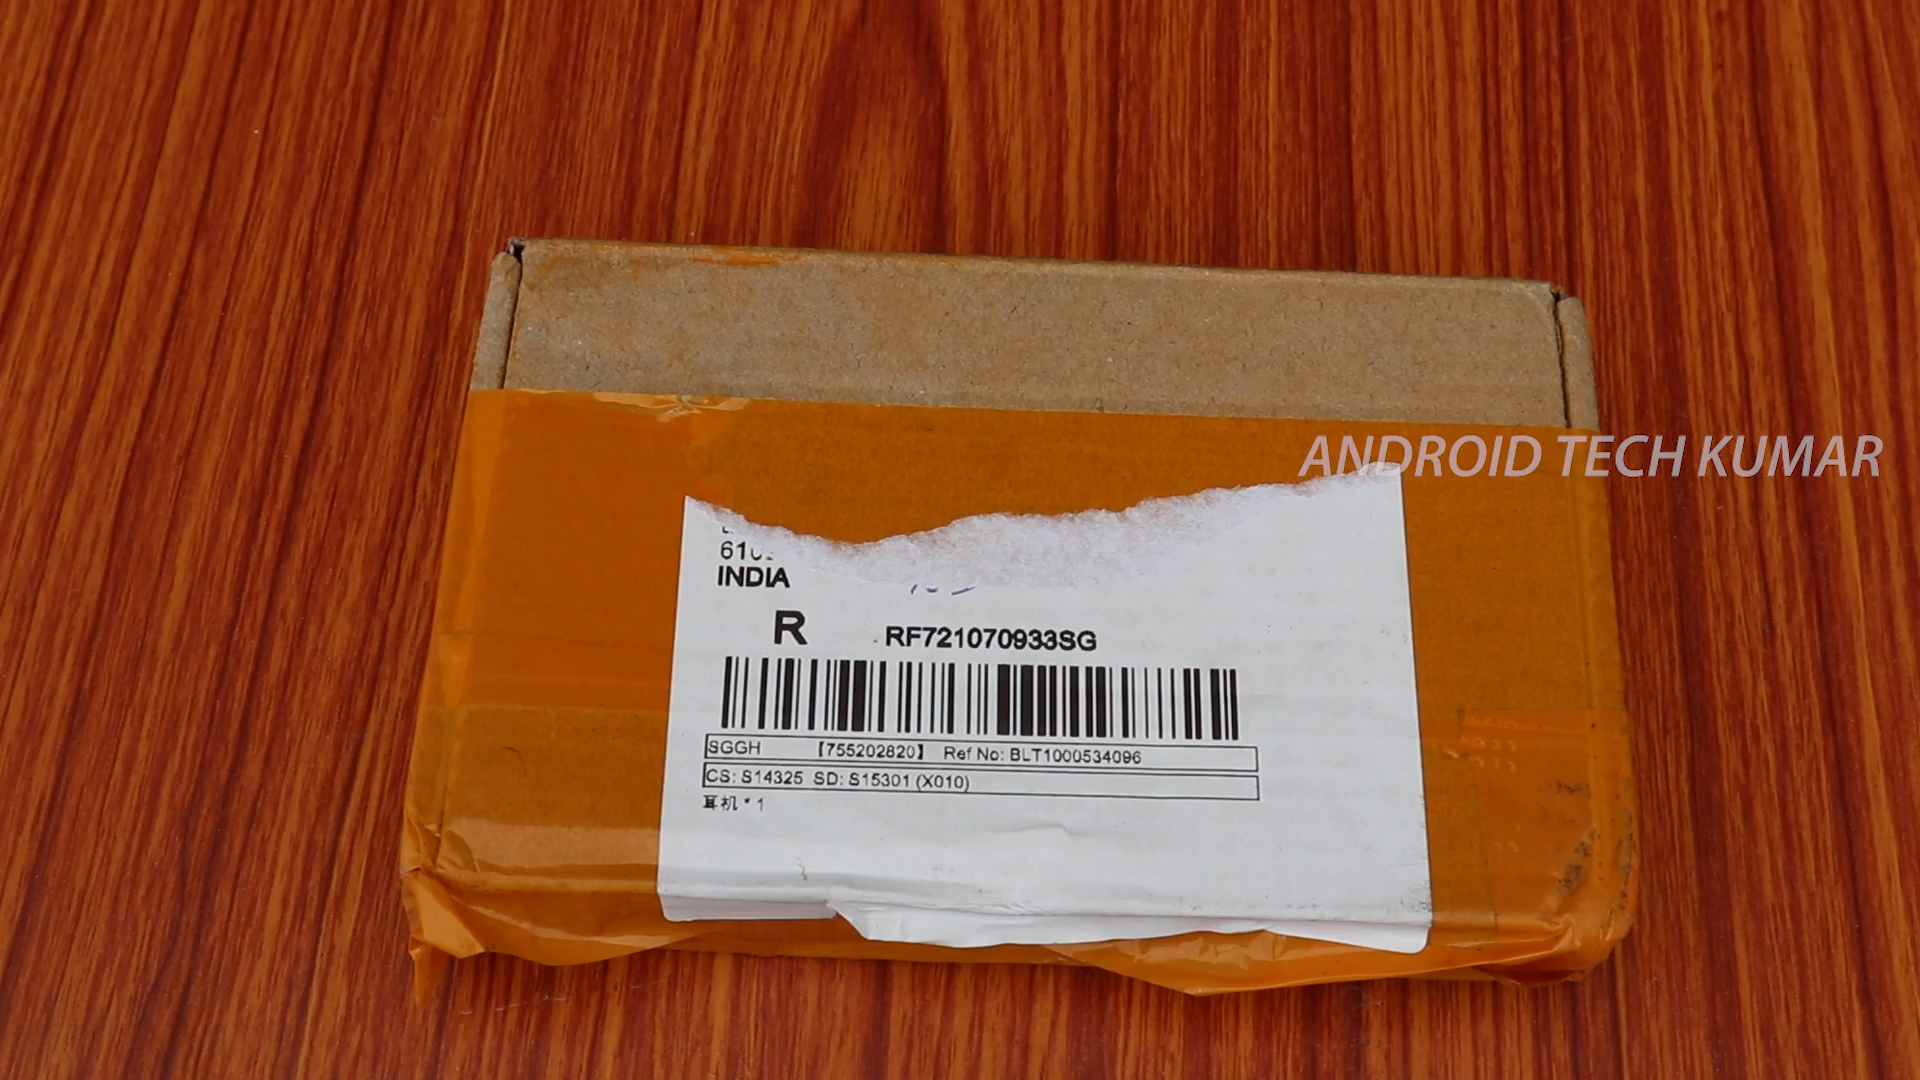 ANDROID TECH KUMAR
INDIA
R RF721070933SG
SGGH 【755202820】 Ref No: BLT1000534096
CS: S14325 SD: S15301 (X010)
耳机 * 1